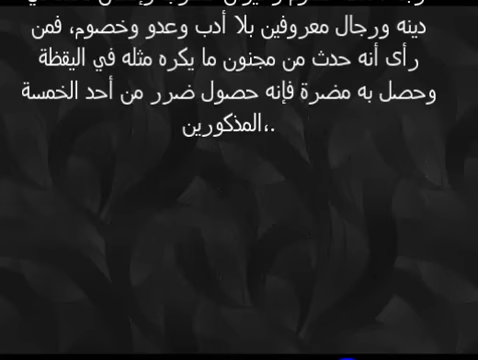 دينه ورجال معروفين بلا أدب وعدو وخصوم، فمن
رأى أنه حدث من مجنون ما يكره مثله في اليقظة
وحصل به مضرة فإنه حصول ضرر من أحد الخمسة
المذكورين،.